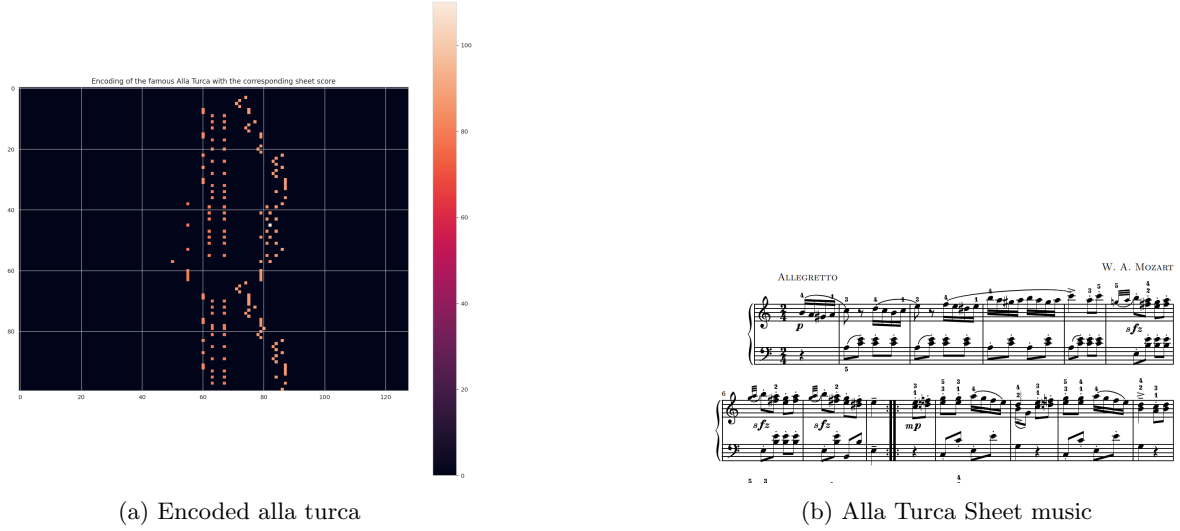 Encoding of the famous Alla Turca with the corresponding sheet score
0
20
40
60
80
0 20 40 60 80 100 120
100
80
60
40
20
0
(a) Encoded alla turca
W. A. Mozart
Allegretto
p
sfz
6
sfz sfz mp
(b) Alla Turca Sheet music